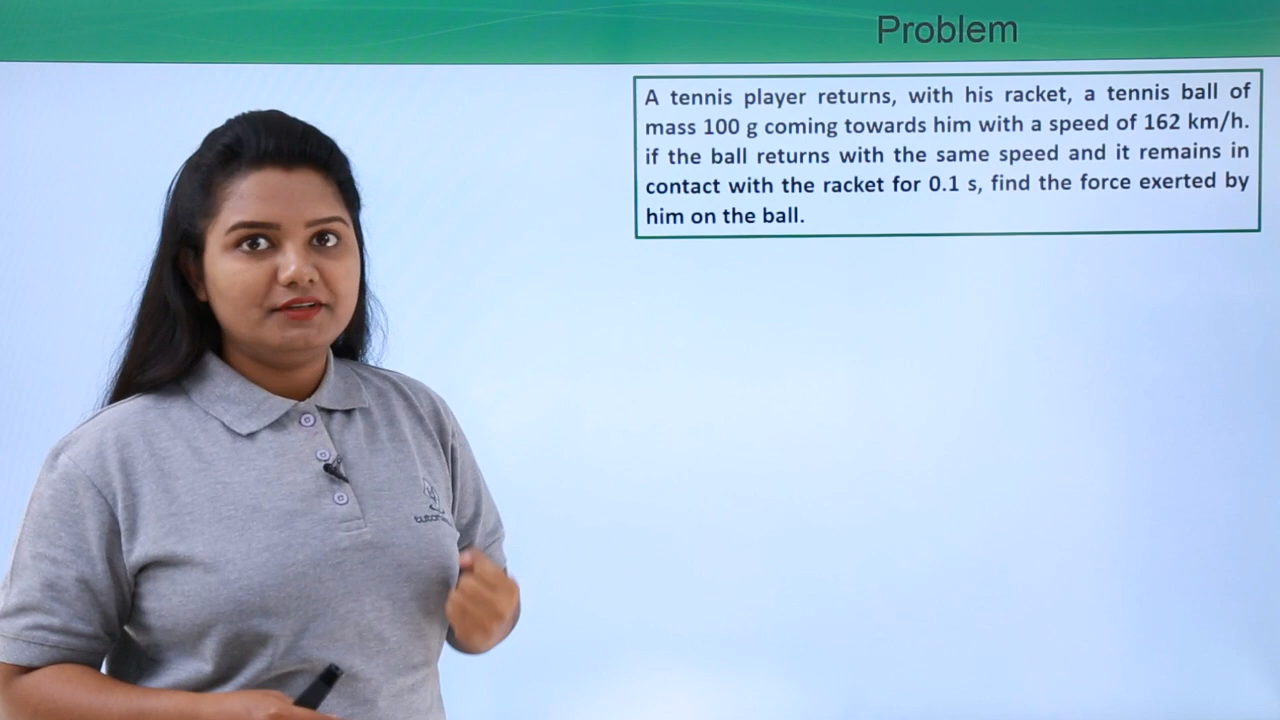 Problem
A tennis player returns, with his racket, a tennis ball of
mass 100 g coming towards him with a speed of 162 km/h.
if the ball returns with the same speed and it remains in
contact with the racket for 0.1 s, find the force exerted by
him on the ball.